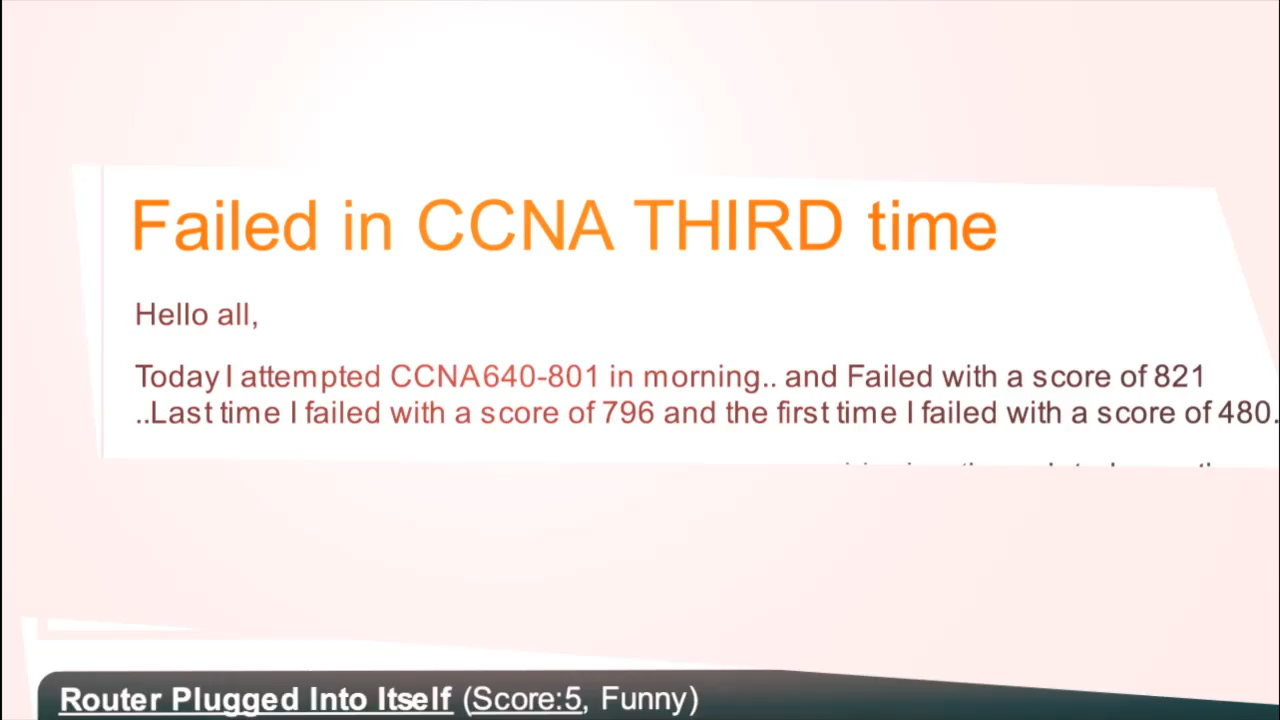 Failed in CCNA THIRD time
Hello all,
Today I attempted CCNA640-801 in morning.. and Failed with a score of 821
..Last time I failed with a score of 796 and the first time I failed with a score of 480.
Router Plugged Into Itself (Score:5, Funny)